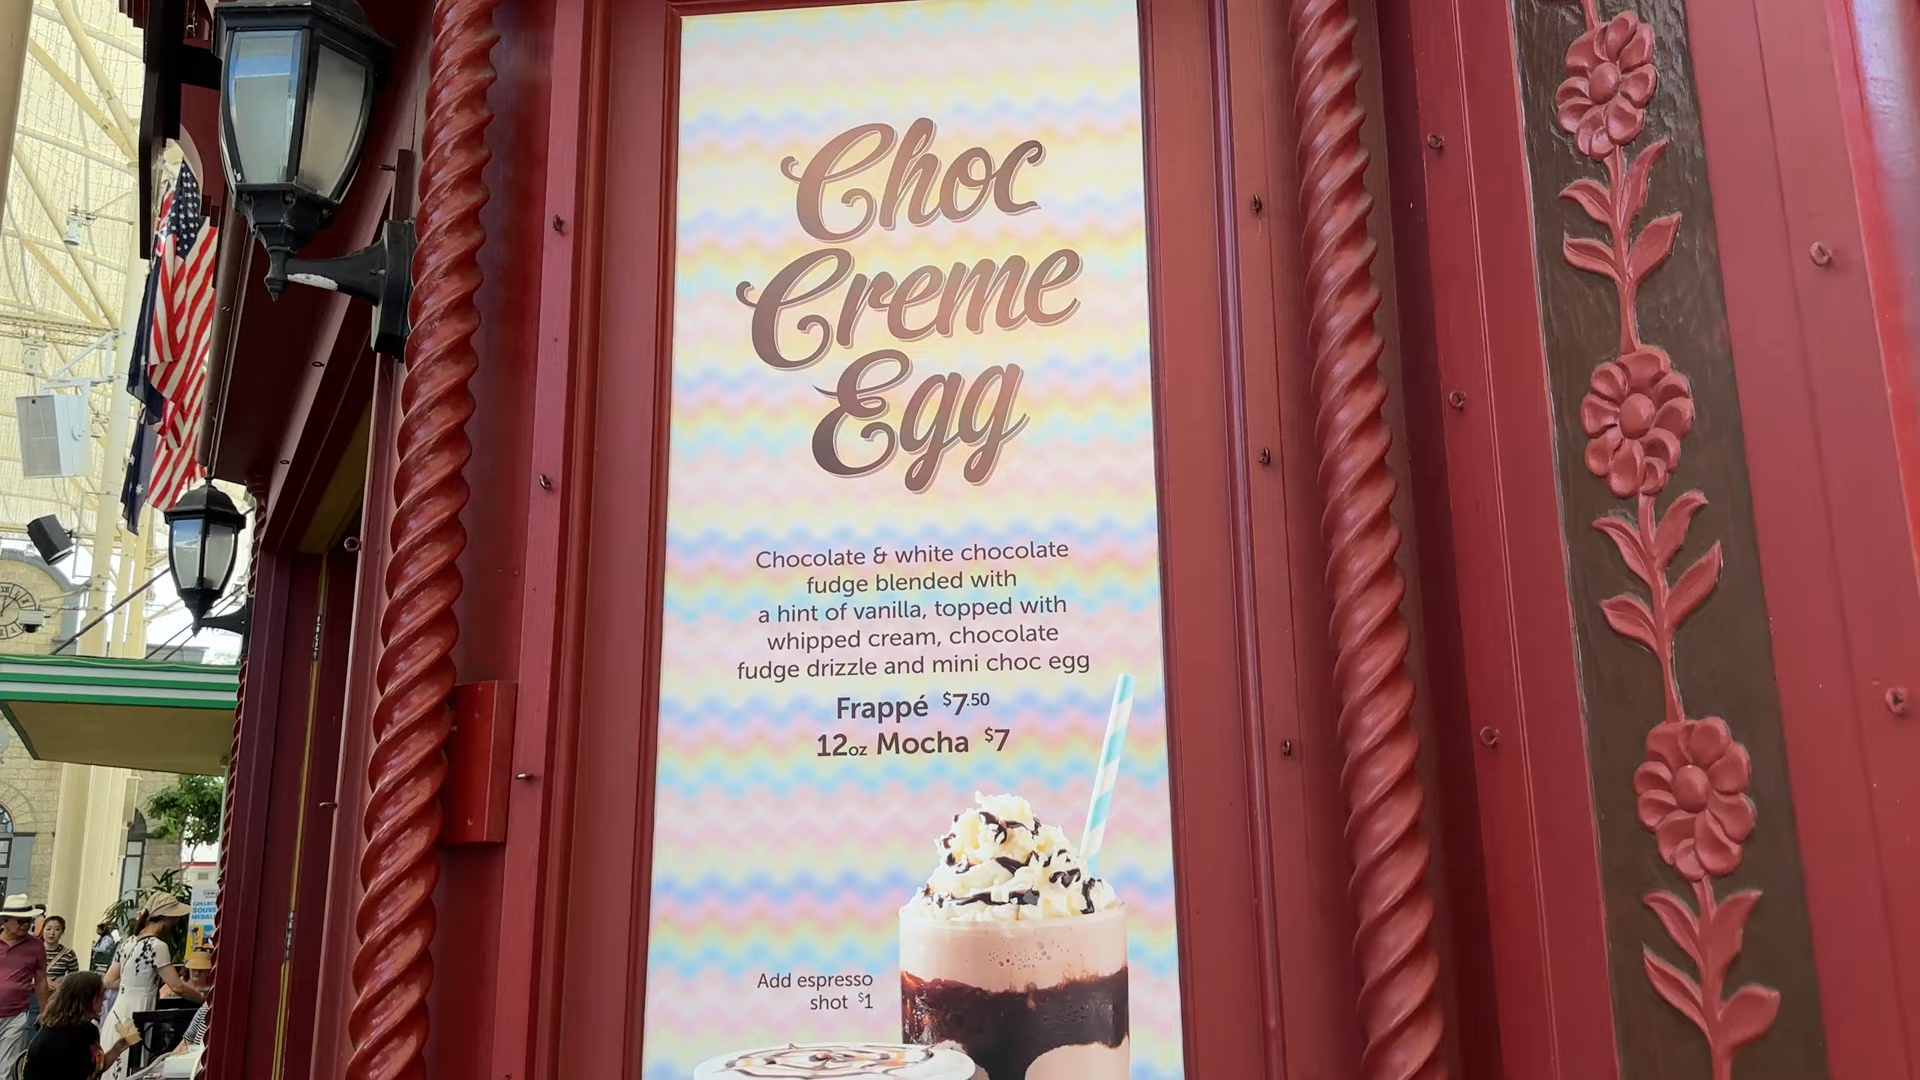 Choc
Creme
Egg
Chocolate & white chocolate
fudge blended with
a hint of vanilla, topped with
whipped cream, chocolate
fudge drizzle and mini choc egg
Frappé $7.50
12oz Mocha $7
Add espresso
shot $1